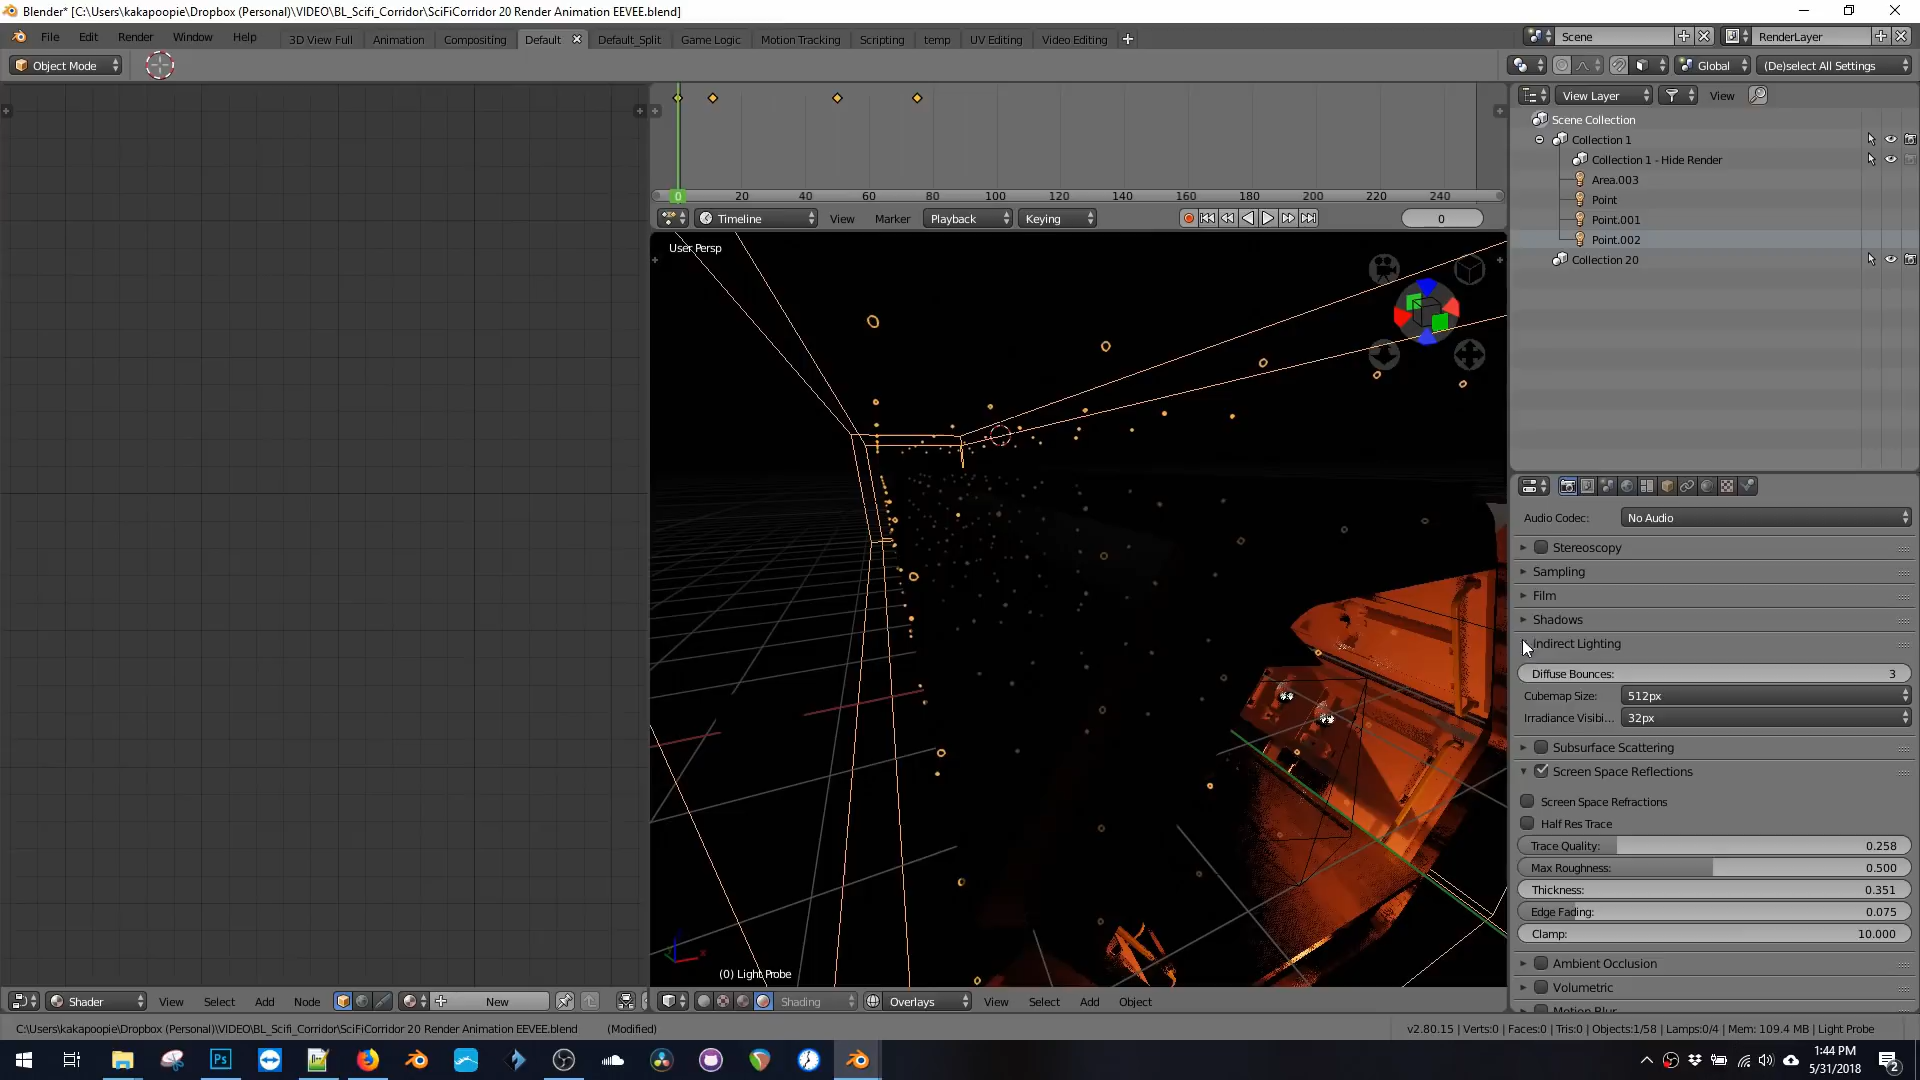 Blender* [C:\Users\kakapoopie\Dropbox (Personal)\VIDEO\BL_Scifi_Corridor\SciFiCorridor 20 Render Animation EEVEE.blend]
File Edit Render Window Help 3D View Full Animation Compositing Default Default_Split Game Logic Motion Tracking Scripting temp UV Editing Video Editing Scene RenderLayer
Object Mode Global (De)select All Settings
View Layer View
Scene Collection
Collection 1
Collection 1 - Hide Render
Area.003
Point
Point.001
Point.002
Collection 20
0 20 40 60 80 100 120 140 160 180 200 220 240
Timeline View Marker Playback Keying 0
User Persp
(0) Light Probe
Audio Codec: No Audio
Stereoscopy
Sampling
Film
Shadows
Indirect Lighting
Diffuse Bounces: 3
Cubemap Size: 512px
Irradiance Visibi... 32px
Subsurface Scattering
Screen Space Reflections
Screen Space Refractions
Half Res Trace
Trace Quality: 0.258
Max Roughness: 0.500
Thickness: 0.351
Edge Fading: 0.075
Clamp: 10.000
Ambient Occlusion
Volumetric
Motion Blur
Shader View Select Add Node New
Shading Overlays View Select Add Object
C:\Users\kakapoopie\Dropbox (Personal)\VIDEO\BL_Scifi_Corridor\SciFiCorridor 20 Render Animation EEVEE.blend (Modified)
v2.80.15 | Verts:0 | Faces:0 | Tris:0 | Objects:1/58 | Lamps:0/4 | Mem: 109.4 MB | Light Probe
Ps
1:44 PM
5/31/2018
2